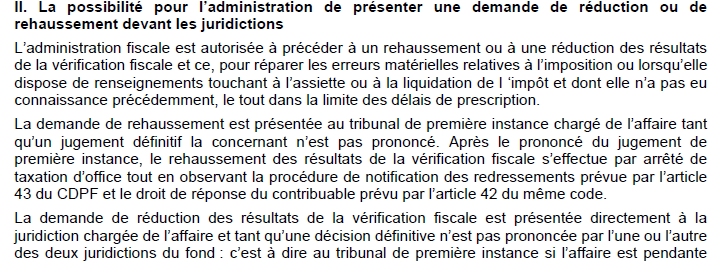 II. La possibilité pour l'administration de présenter une demande de réduction ou de
rehaussement devant les juridictions
L'administration fiscale est autorisée à précéder à un rehaussement ou à une réduction des résultats
de la vérification fiscale et ce, pour réparer les erreurs matérielles relatives à l'imposition ou lorsqu'elle
dispose de renseignements touchant à l'assiette ou à la liquidation de l 'impôt et dont elle n'a pas eu
connaissance précédemment, le tout dans la limite des délais de prescription.
La demande de rehaussement est présentée au tribunal de première instance chargé de l'affaire tant
qu'un jugement définitif la concernant n'est pas prononcé. Après le prononcé du jugement de
première instance, le rehaussement des résultats de la vérification fiscale s'effectue par arrêté de
taxation d'office tout en observant la procédure de notification des redressements prévue par l'article
43 du CDPF et le droit de réponse du contribuable prévu par l'article 42 du même code.
La demande de réduction des résultats de la vérification fiscale est présentée directement à la
juridiction chargée de l'affaire et tant qu'une décision définitive n'est pas prononcée par l'une ou l'autre
des deux juridictions du fond : c'est à dire au tribunal de première instance si l'affaire est pendante